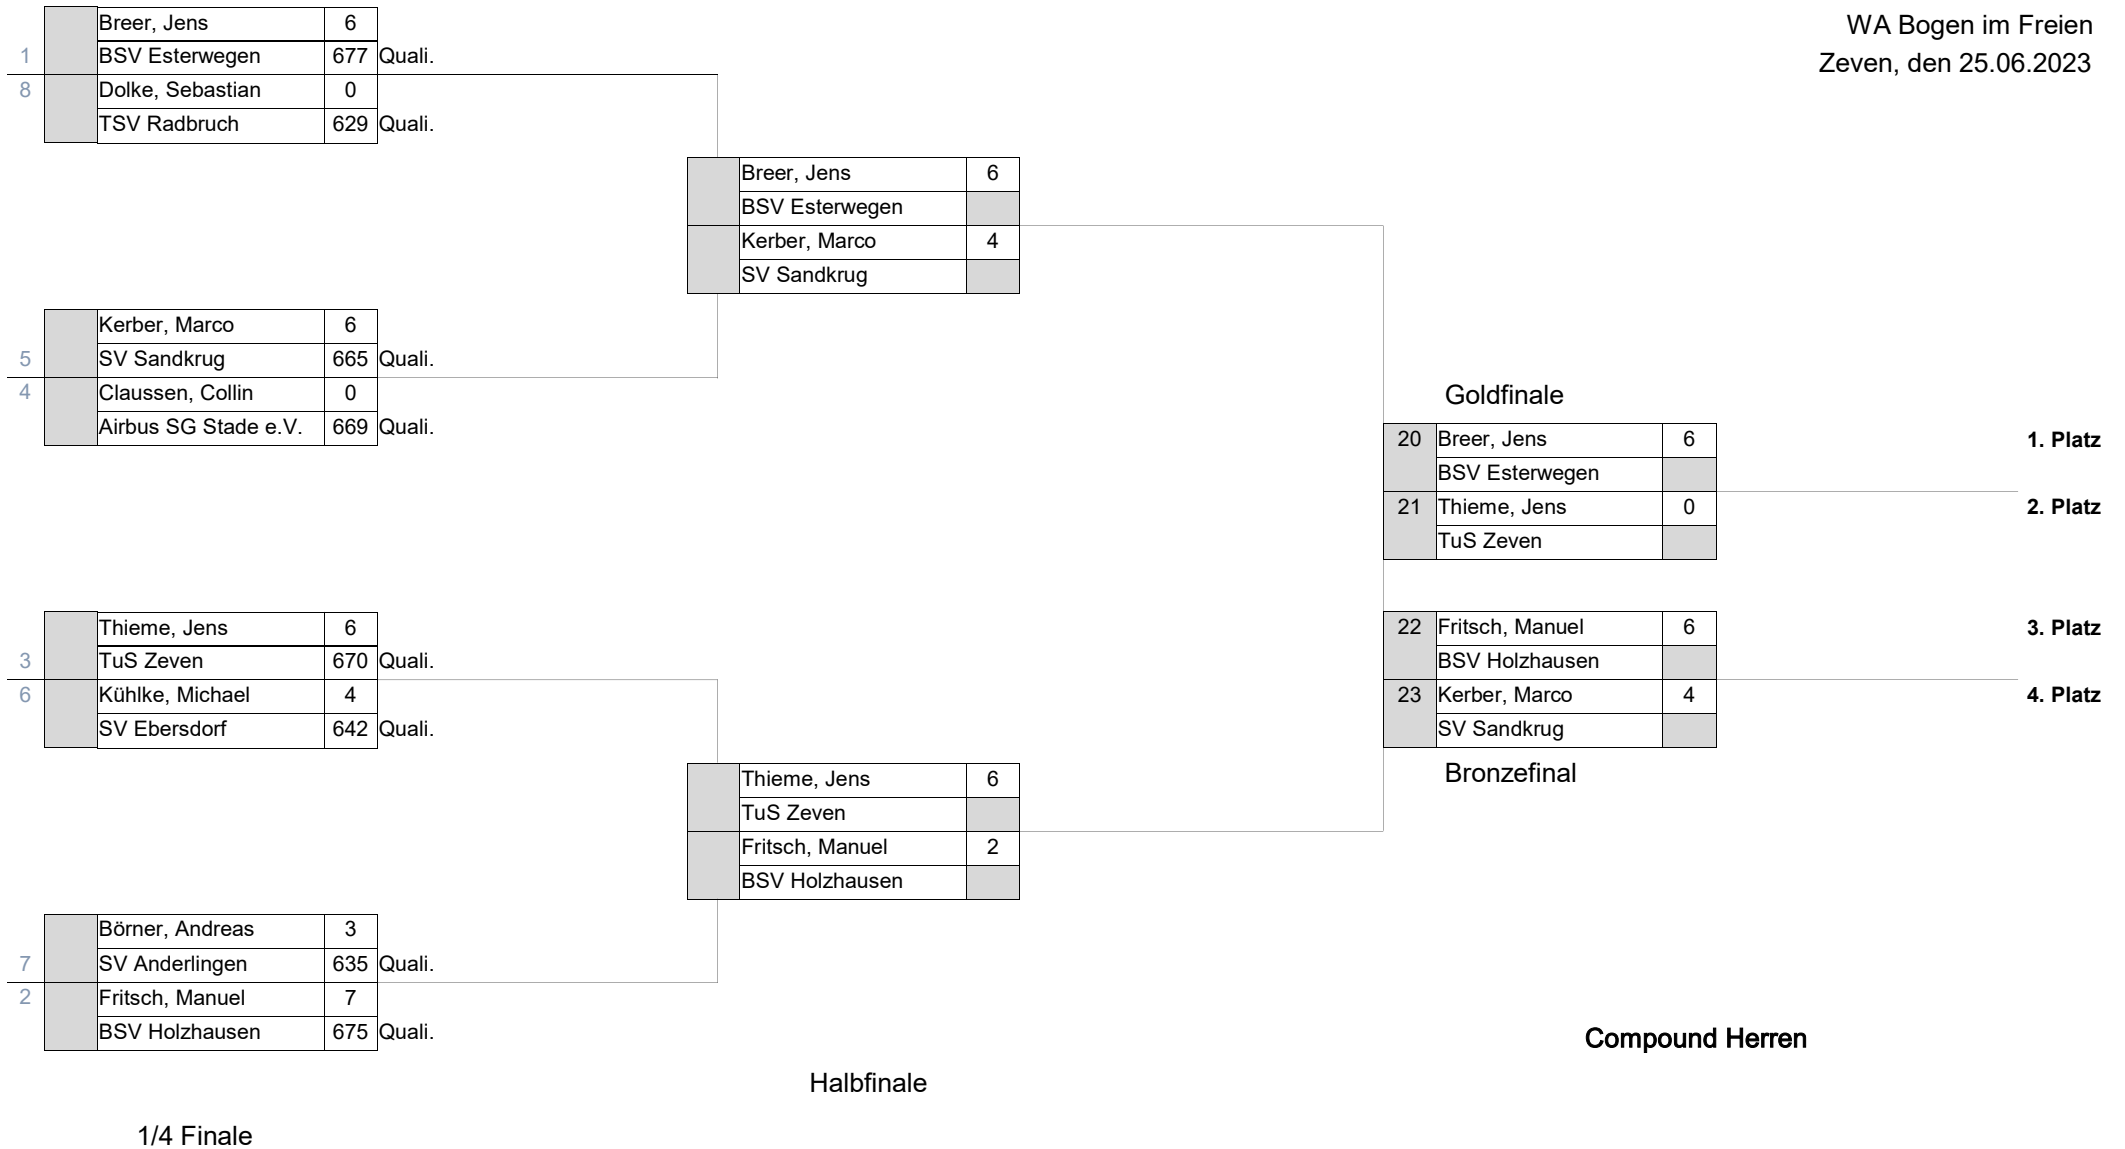 WA Bogen im Freien
Zeven, den 25.06.2023
Breer, Jens 6
1 BSV Esterwegen 677 Quali.
8 Dolke, Sebastian 0
TSV Radbruch 629 Quali.
Breer, Jens 6
BSV Esterwegen
Kerber, Marco 4
SV Sandkrug
Kerber, Marco 6
5 SV Sandkrug 665 Quali.
4 Claussen, Collin 0
Airbus SG Stade e.V. 669 Quali.
Goldfinale
20 Breer, Jens 6 1. Platz
BSV Esterwegen
21 Thieme, Jens 0 2. Platz
TuS Zeven
Thieme, Jens 6
3 TuS Zeven 670 Quali.
6 Kühlke, Michael 4
SV Ebersdorf 642 Quali.
22 Fritsch, Manuel 6 3. Platz
BSV Holzhausen
23 Kerber, Marco 4 4. Platz
SV Sandkrug
Bronzefinal
Thieme, Jens 6
TuS Zeven
Fritsch, Manuel 2
BSV Holzhausen
Börner, Andreas 3
7 SV Anderlingen 635 Quali.
2 Fritsch, Manuel 7
BSV Holzhausen 675 Quali.
Compound Herren
Halbfinale
1/4 Finale